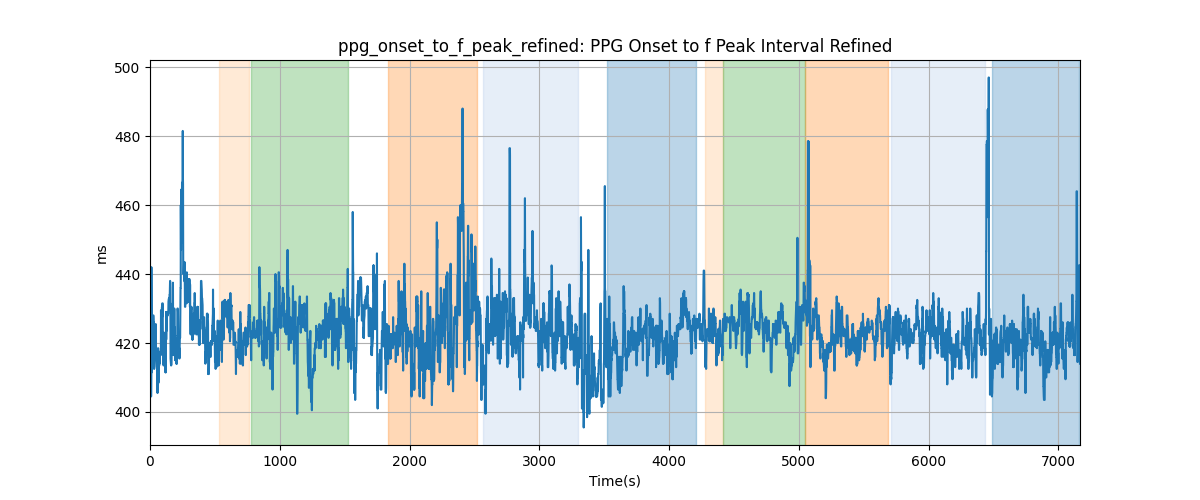 ppg_onset_to_f_peak_refined: PPG Onset to f Peak Interval Refined
500
480
460
440
420
400
ms
0 1000 2000 3000 4000 5000 6000 7000
Time(s)